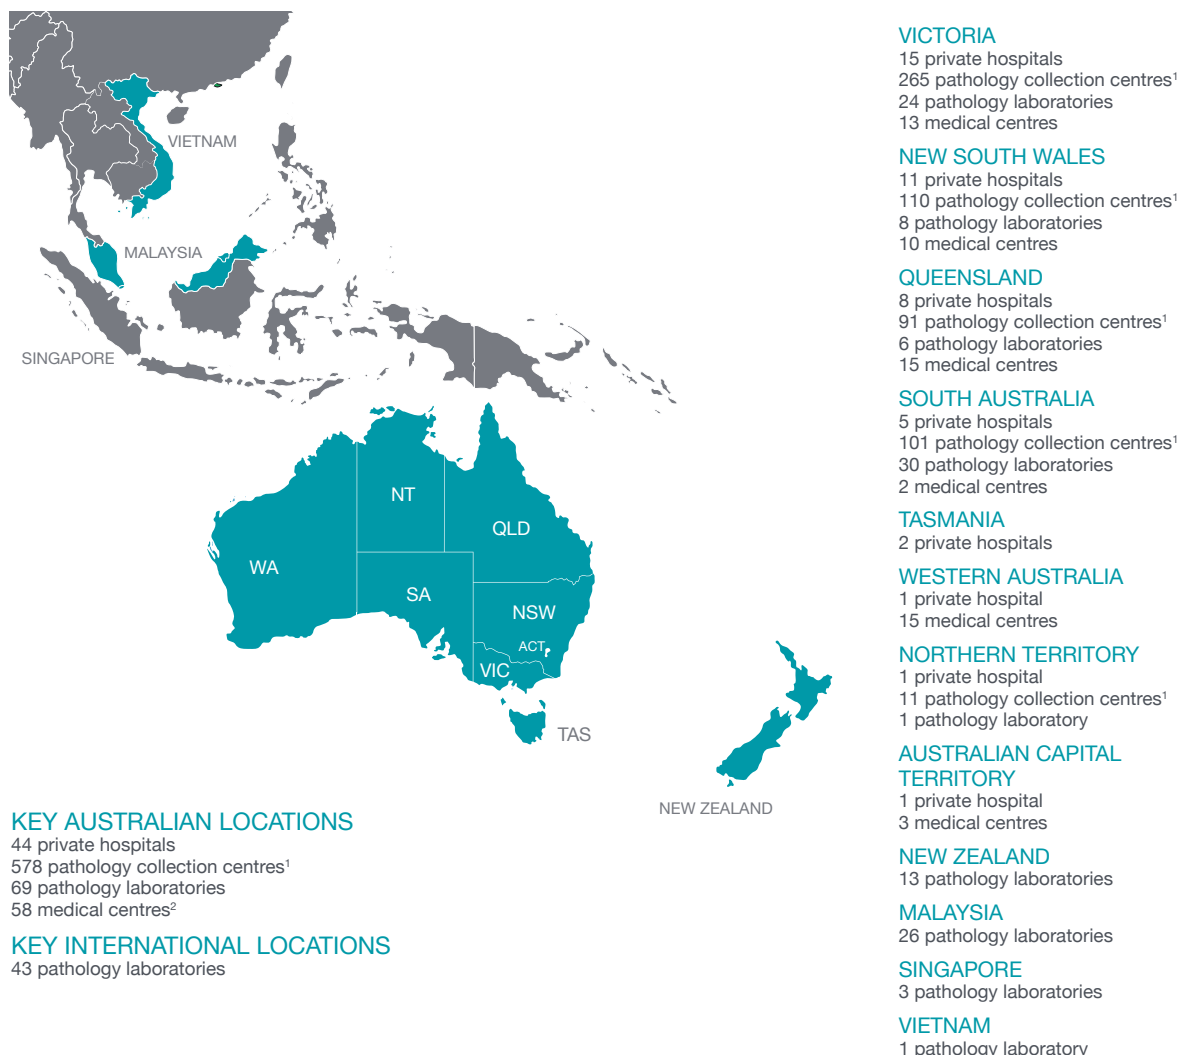 VIETNAM
MALAYSIA
SINGAPORE
NT
QLD
WA
SA
NSW
ACT
VIC
TAS
NEW ZEALAND
KEY AUSTRALIAN LOCATIONS
44 private hospitals
578 pathology collection centres¹
69 pathology laboratories
58 medical centres²
KEY INTERNATIONAL LOCATIONS
43 pathology laboratories
VICTORIA
15 private hospitals
265 pathology collection centres¹
24 pathology laboratories
13 medical centres
NEW SOUTH WALES
11 private hospitals
110 pathology collection centres¹
8 pathology laboratories
10 medical centres
QUEENSLAND
8 private hospitals
91 pathology collection centres¹
6 pathology laboratories
15 medical centres
SOUTH AUSTRALIA
5 private hospitals
101 pathology collection centres¹
30 pathology laboratories
2 medical centres
TASMANIA
2 private hospitals
WESTERN AUSTRALIA
1 private hospital
15 medical centres
NORTHERN TERRITORY
1 private hospital
11 pathology collection centres¹
1 pathology laboratory
AUSTRALIAN CAPITAL
TERRITORY
1 private hospital
3 medical centres
NEW ZEALAND
13 pathology laboratories
MALAYSIA
26 pathology laboratories
SINGAPORE
3 pathology laboratories
VIETNAM
1 pathology laboratory